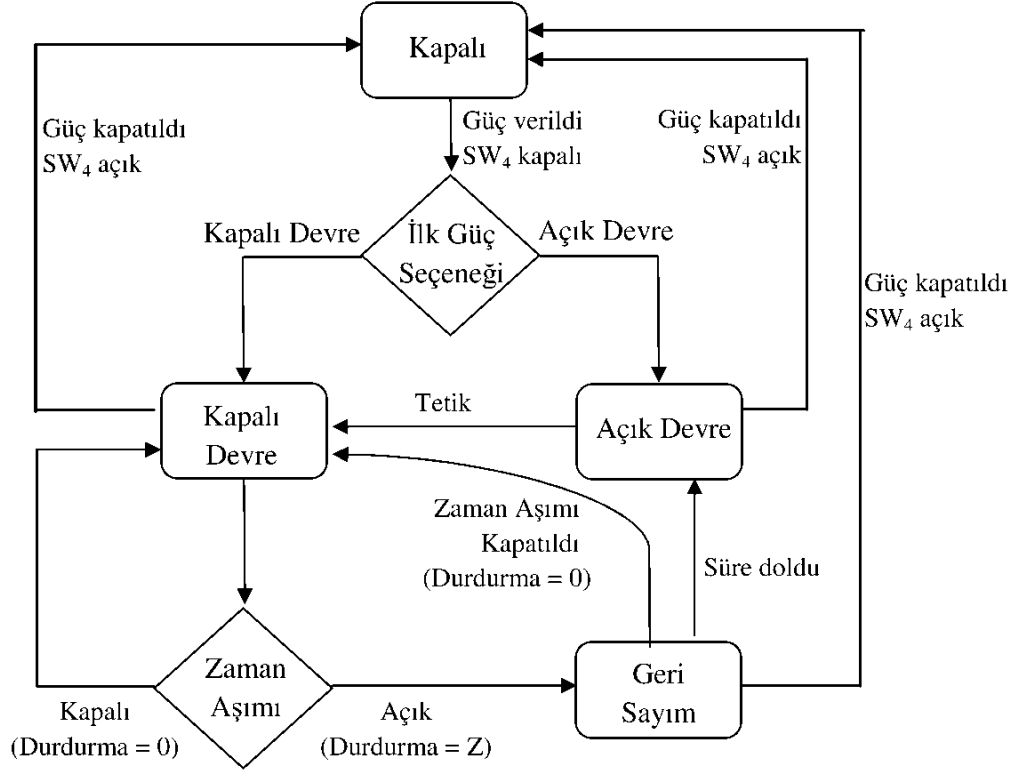 Kapalı
Güç kapatıldı
SW₄ açık
Güç verildi
SW₄ kapalı
Güç kapatıldı
SW₄ açık
Kapalı Devre
İlk Güç
Seçeneği
Açık Devre
Güç kapatıldı
SW₄ açık
Kapalı
Devre
Tetik
Açık Devre
Zaman Aşımı
Kapatıldı
(Durdurma = 0)
Süre doldu
Zaman
Aşımı
Geri
Sayım
Kapalı
(Durdurma = 0)
Açık
(Durdurma = Z)